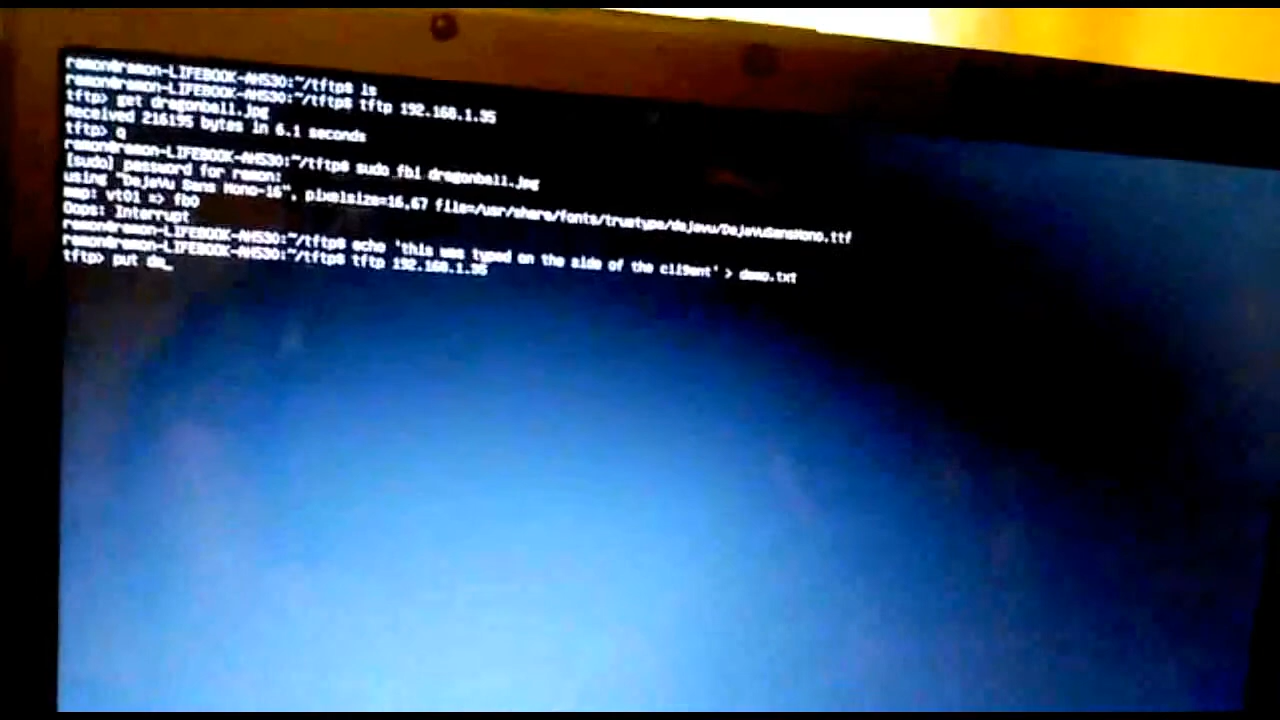 ramon@ramon-LIFEBOOK-AH530:~/tftp$ ls
ramon@ramon-LIFEBOOK-AH530:~/tftp$ tftp 192.168.1.35
tftp> get dragonball.jpg
Received 216195 bytes in 6.1 seconds
tftp> q
ramon@ramon-LIFEBOOK-AH530:~/tftp$ sudo fbi dragonball.jpg
[sudo] password for ramon:
using "DejaVu Sans Mono-16", pixelsize=16.67 file=/usr/share/fonts/truetype/dejavu/DejaVuSansMono.ttf
map: vt01 => fb0
Oops: Interrupt
ramon@ramon-LIFEBOOK-AH530:~/tftp$ echo 'this was typed on the side of the cli9ent' > demo.txt
ramon@ramon-LIFEBOOK-AH530:~/tftp$ tftp 192.168.1.35
tftp> put de_